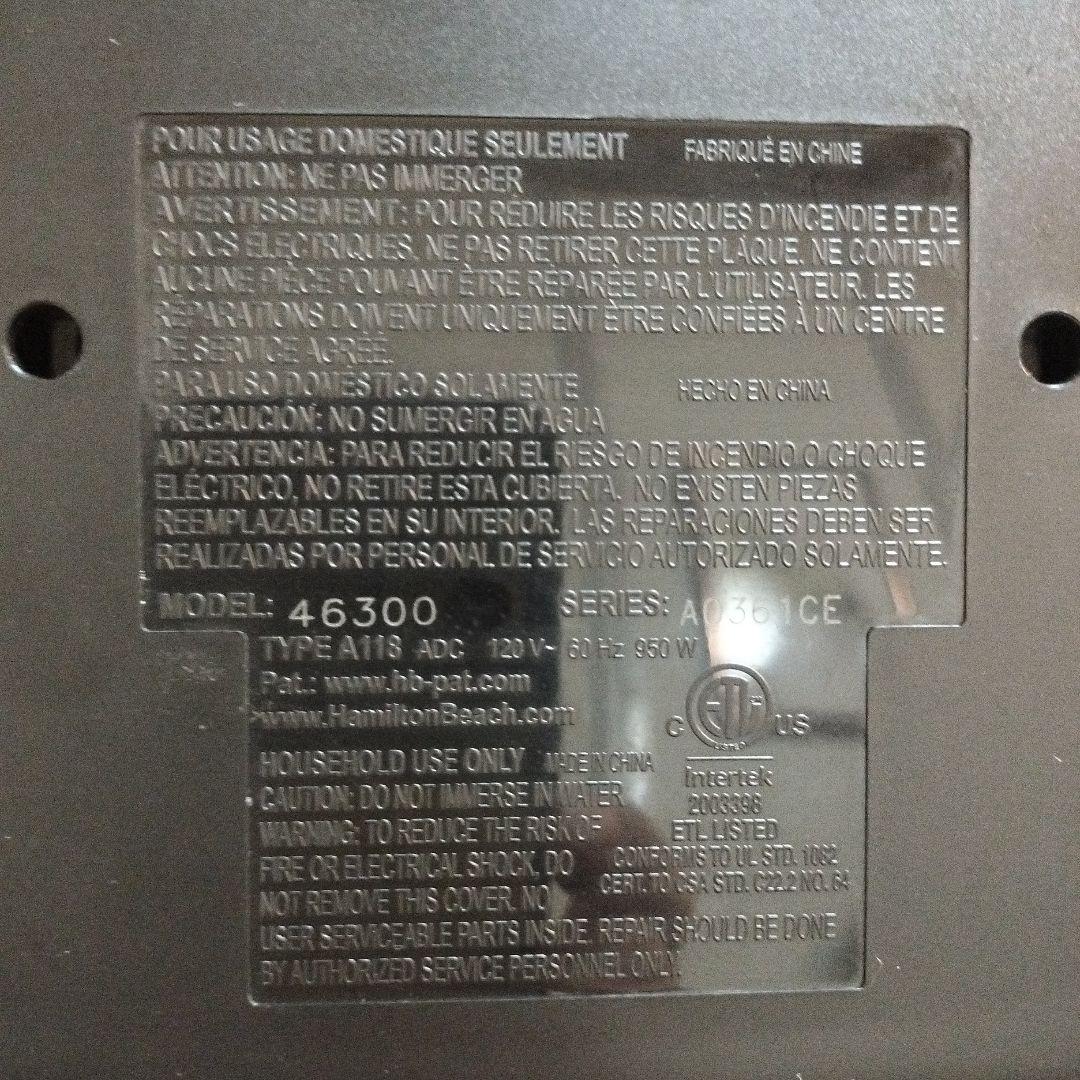 POUR USAGE DOMESTIQUE SEULEMENT FABRIQUÉ EN CHINE
ATTENTION: NE PAS IMMERGER
AVERTISSEMENT: POUR RÉDUIRE LES RISQUES D'INCENDIE ET DE
CHOCS ÉLECTRIQUES, NE PAS RETIRER CETTE PLAQUE. NE CONTIENT
AUCUNE PIÈCE POUVANT ÊTRE RÉPARÉE PAR L'UTILISATEUR. LES
RÉPARATIONS DOIVENT UNIQUEMENT ÊTRE CONFIÉES À UN CENTRE
DE SERVICE AGRÉÉ.
PARA USO DOMÉSTICO SOLAMENTE HECHO EN CHINA
PRECAUCIÓN: NO SUMERGIR EN AGUA
ADVERTENCIA: PARA REDUCIR EL RIESGO DE INCENDIO O CHOQUE
ELÉCTRICO, NO RETIRE ESTA CUBIERTA. NO EXISTEN PIEZAS
REEMPLAZABLES EN SU INTERIOR. LAS REPARACIONES DEBEN SER
REALIZADAS POR PERSONAL DE SERVICIO AUTORIZADO SOLAMENTE.
MODEL: 46300 SERIES: A0361CE
TYPE A118 ADC 120 V~ 60 Hz 950 W
Pat.: www.hb-pat.com
www.HamiltonBeach.com
C ETL US
LISTED
Intertek
2003398
ETL LISTED
CONFORMS TO UL STD. 1082
CERT. TO CSA STD. C22.2 NO. 64
HOUSEHOLD USE ONLY MADE IN CHINA
CAUTION: DO NOT IMMERSE IN WATER
WARNING: TO REDUCE THE RISK OF
FIRE OR ELECTRICAL SHOCK, DO
NOT REMOVE THIS COVER. NO
USER SERVICEABLE PARTS INSIDE. REPAIR SHOULD BE DONE
BY AUTHORIZED SERVICE PERSONNEL ONLY.